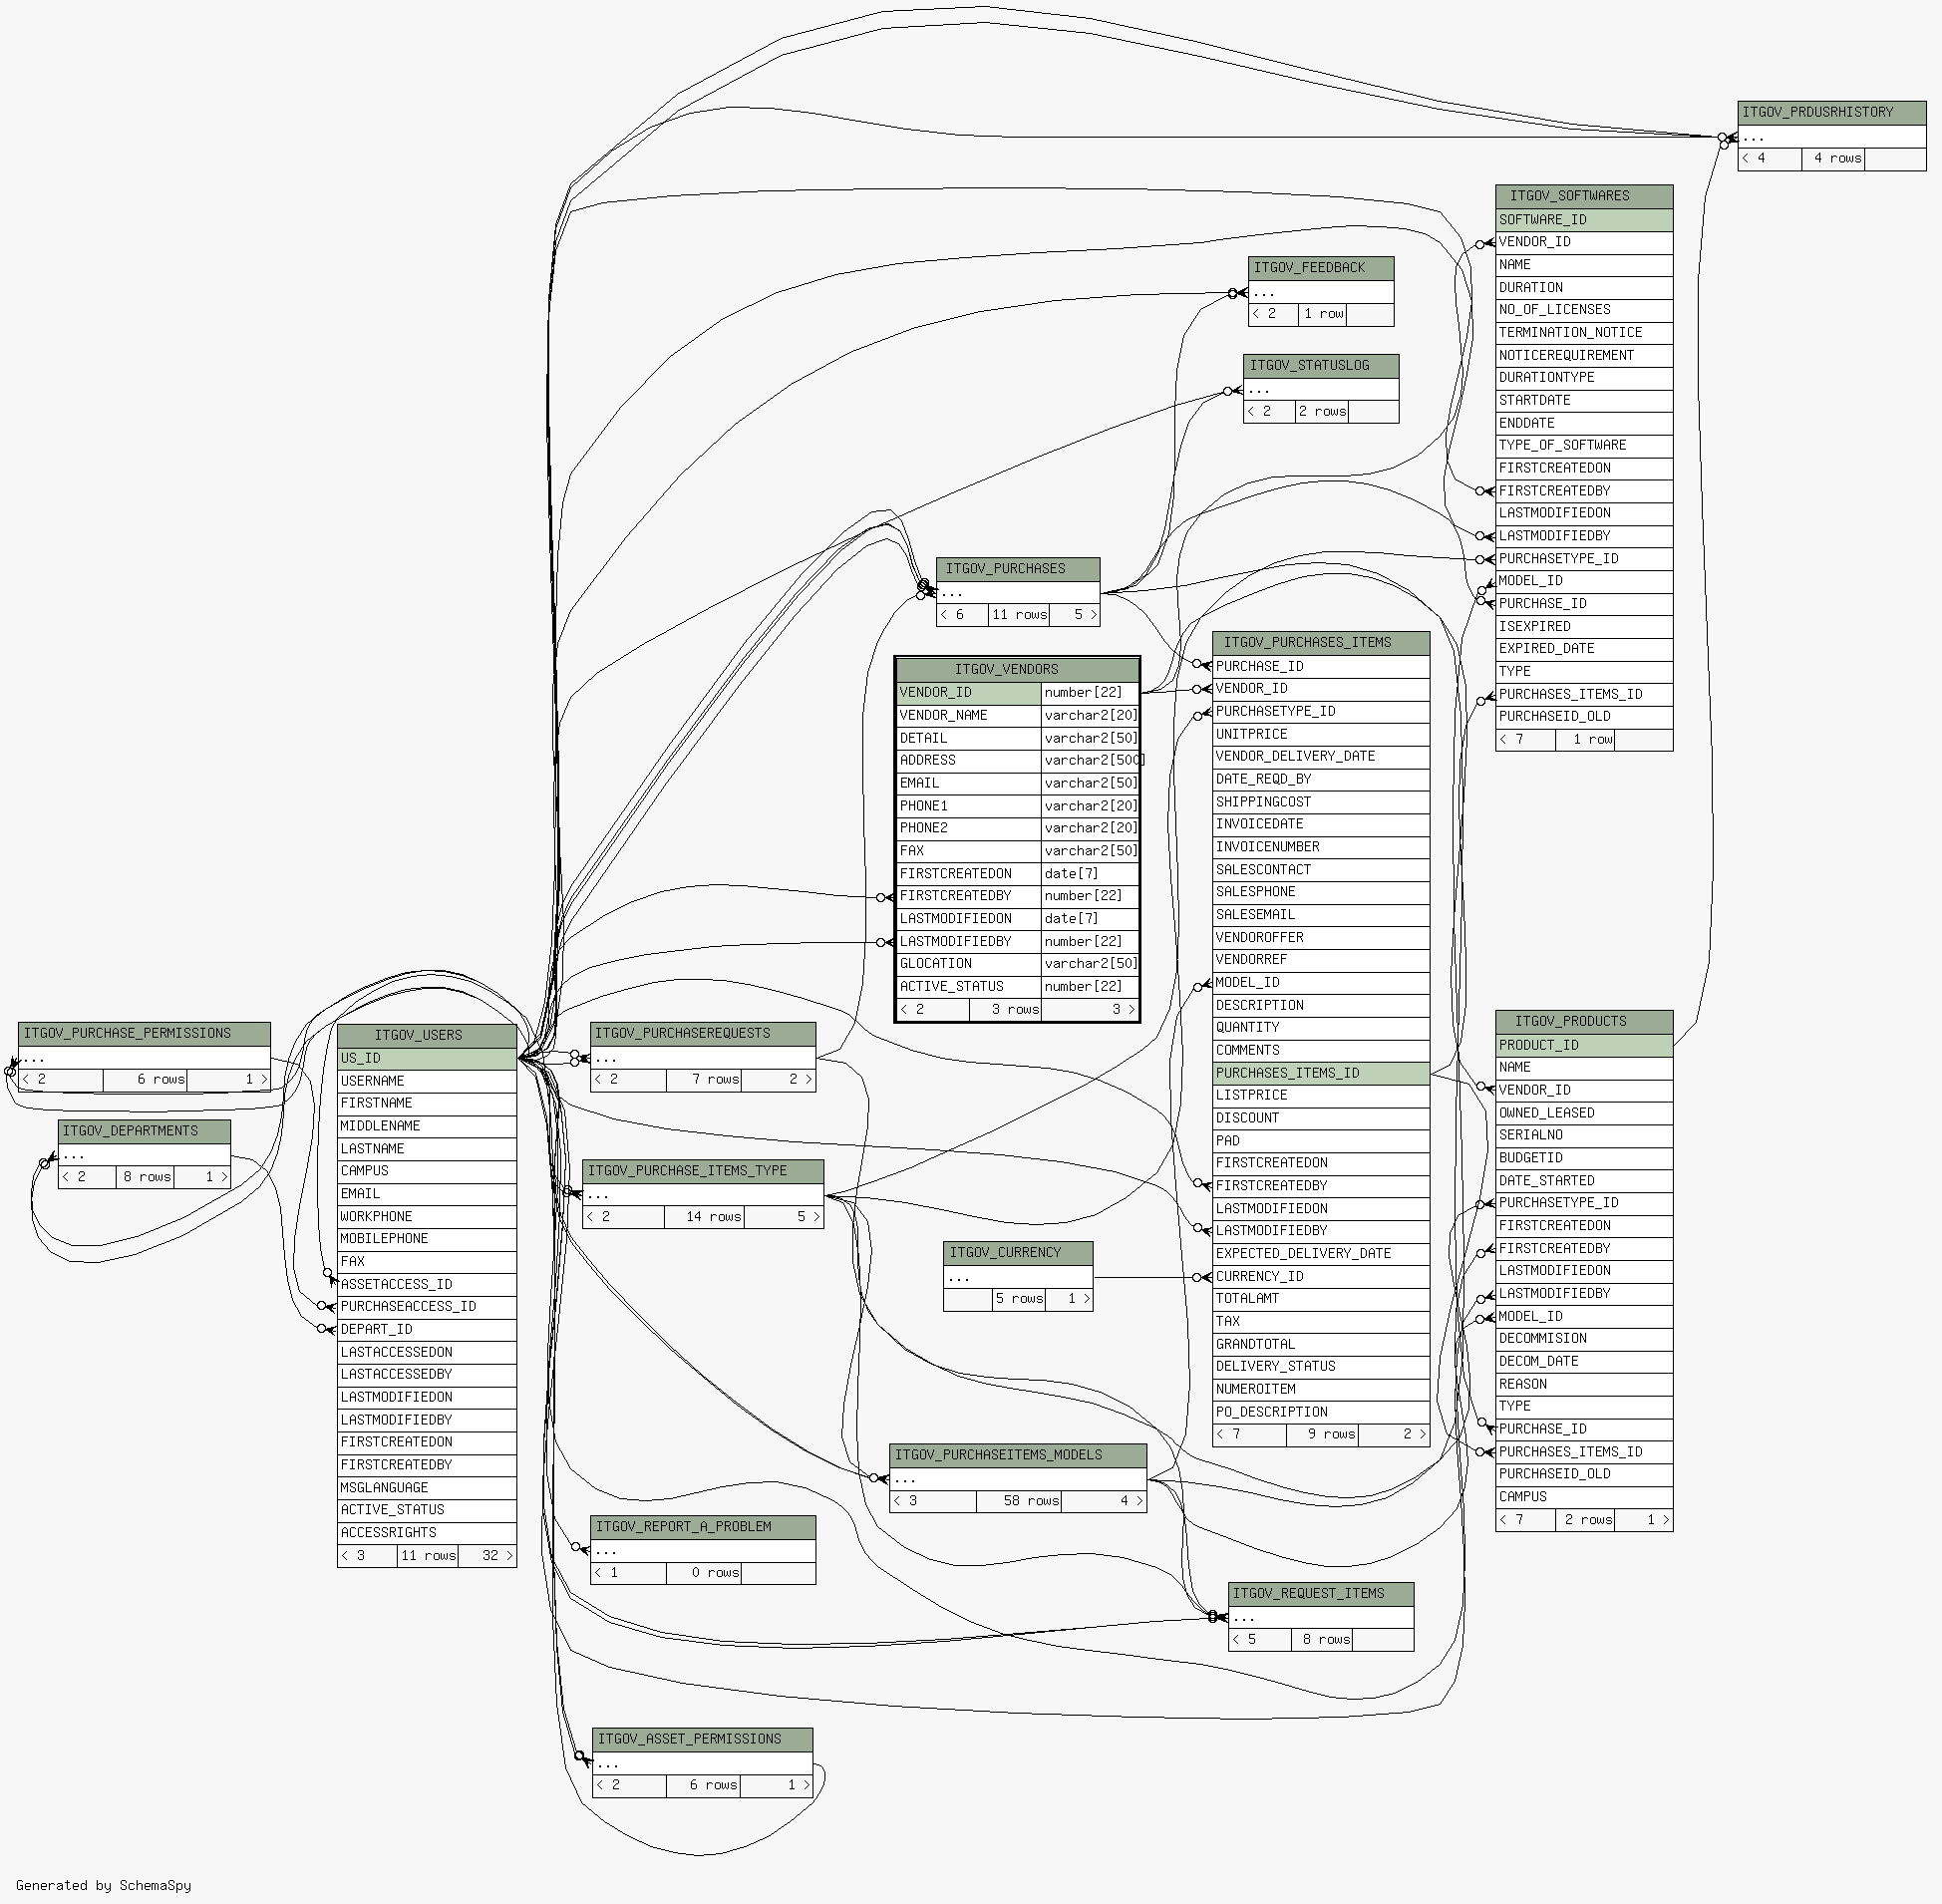 ITGOV_PRDUSRHISTORY
...
< 4 4 rows
ITGOV_SOFTWARES
SOFTWARE_ID
VENDOR_ID
NAME
DURATION
NO_OF_LICENSES
TERMINATION_NOTICE
NOTICEREQUIREMENT
DURATIONTYPE
STARTDATE
ENDDATE
TYPE_OF_SOFTWARE
FIRSTCREATEDON
FIRSTCREATEDBY
LASTMODIFIEDON
LASTMODIFIEDBY
PURCHASETYPE_ID
MODEL_ID
PURCHASE_ID
ISEXPIRED
EXPIRED_DATE
TYPE
PURCHASES_ITEMS_ID
PURCHASEID_OLD
< 7 1 row
ITGOV_FEEDBACK
...
< 2 1 row
ITGOV_STATUSLOG
...
< 2 2 rows
ITGOV_PURCHASES
...
< 6 11 rows 5 >
ITGOV_VENDORS
VENDOR_ID number[22]
VENDOR_NAME varchar2[20]
DETAIL varchar2[50]
ADDRESS varchar2[500]
EMAIL varchar2[50]
PHONE1 varchar2[20]
PHONE2 varchar2[20]
FAX varchar2[50]
FIRSTCREATEDON date[7]
FIRSTCREATEDBY number[22]
LASTMODIFIEDON date[7]
LASTMODIFIEDBY number[22]
GLOCATION varchar2[50]
ACTIVE_STATUS number[22]
< 2 3 rows 3 >
ITGOV_PURCHASES_ITEMS
PURCHASE_ID
VENDOR_ID
PURCHASETYPE_ID
UNITPRICE
VENDOR_DELIVERY_DATE
DATE_REQD_BY
SHIPPINGCOST
INVOICEDATE
INVOICENUMBER
SALESCONTACT
SALESPHONE
SALESEMAIL
VENDOROFFER
VENDORREF
MODEL_ID
DESCRIPTION
QUANTITY
COMMENTS
PURCHASES_ITEMS_ID
LISTPRICE
DISCOUNT
PAD
FIRSTCREATEDON
FIRSTCREATEDBY
LASTMODIFIEDON
LASTMODIFIEDBY
EXPECTED_DELIVERY_DATE
CURRENCY_ID
TOTALAMT
TAX
GRANDTOTAL
DELIVERY_STATUS
NUMEROITEM
PO_DESCRIPTION
< 7 9 rows 2 >
ITGOV_PRODUCTS
PRODUCT_ID
NAME
VENDOR_ID
OWNED_LEASED
SERIALNO
BUDGETID
DATE_STARTED
PURCHASETYPE_ID
FIRSTCREATEDON
FIRSTCREATEDBY
LASTMODIFIEDON
LASTMODIFIEDBY
MODEL_ID
DECOMMISION
DECOM_DATE
REASON
TYPE
PURCHASE_ID
PURCHASES_ITEMS_ID
PURCHASEID_OLD
CAMPUS
< 7 2 rows 1 >
ITGOV_PURCHASE_PERMISSIONS
...
< 2 6 rows 1 >
ITGOV_DEPARTMENTS
...
< 2 8 rows 1 >
ITGOV_USERS
US_ID
USERNAME
FIRSTNAME
MIDDLENAME
LASTNAME
CAMPUS
EMAIL
WORKPHONE
MOBILEPHONE
FAX
ASSETACCESS_ID
PURCHASEACCESS_ID
DEPART_ID
LASTACCESSEDON
LASTACCESSEDBY
LASTMODIFIEDON
LASTMODIFIEDBY
FIRSTCREATEDON
FIRSTCREATEDBY
MSGLANGUAGE
ACTIVE_STATUS
ACCESSRIGHTS
< 3 11 rows 32 >
ITGOV_PURCHASEREQUESTS
...
< 2 7 rows 2 >
ITGOV_PURCHASE_ITEMS_TYPE
...
< 2 14 rows 5 >
ITGOV_CURRENCY
...
5 rows 1 >
ITGOV_PURCHASEITEMS_MODELS
...
< 3 58 rows 4 >
ITGOV_REPORT_A_PROBLEM
...
< 1 0 rows
ITGOV_REQUEST_ITEMS
...
< 5 8 rows
ITGOV_ASSET_PERMISSIONS
...
< 2 6 rows 1 >
Generated by SchemaSpy